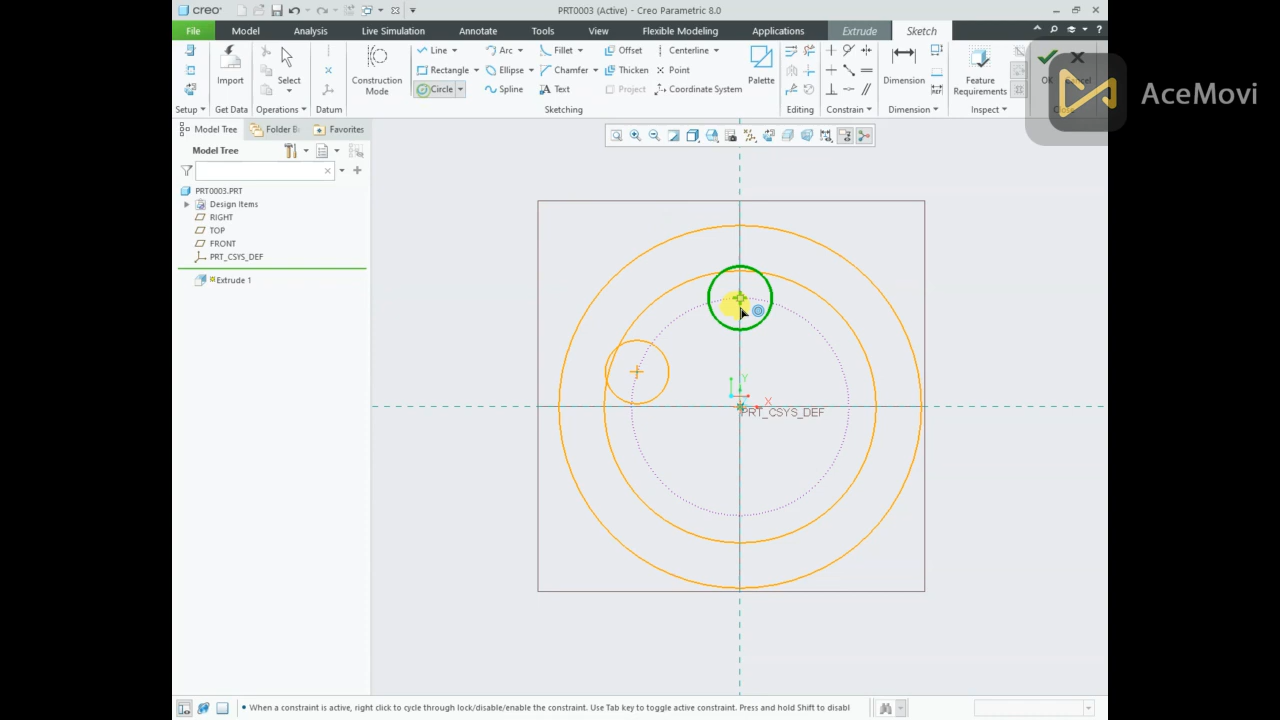 creo
PRT0003 (Active) - Creo Parametric 8.0
File Model Analysis Live Simulation Annotate Tools View Flexible Modeling Applications Extrude Sketch
Import
Select
Construction
Mode
Line
Arc
Fillet
Offset
Centerline
Rectangle
Ellipse
Chamfer
Thicken
Point
Circle
Spline
Text
Project
Coordinate System
Palette
Dimension
Feature
Requirements
OK
Setup Get Data Operations Datum Sketching Editing Constrain Dimension Inspect
AceMovi
Model Tree Folder B Favorites
Model Tree
PRT0003.PRT
Design Items
RIGHT
TOP
FRONT
PRT_CSYS_DEF
Extrude 1
Y
X
PRT_CSYS_DEF
• When a constraint is active, right click to cycle through lock/disable/enable the constraint. Use Tab key to toggle active constraint. Press and hold Shift to disabl